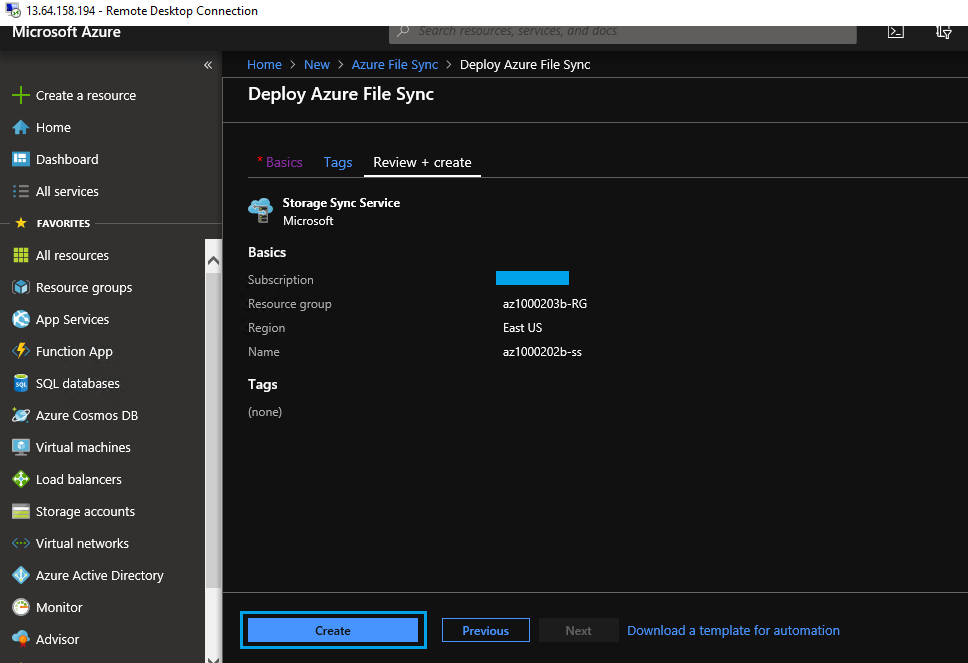 13.64.158.194 - Remote Desktop Connection
Microsoft Azure
Search resources, services, and docs
«
Home > New > Azure File Sync > Deploy Azure File Sync
Deploy Azure File Sync
Create a resource
Home
Dashboard
All services
FAVORITES
All resources
Resource groups
App Services
Function App
SQL databases
Azure Cosmos DB
Virtual machines
Load balancers
Storage accounts
Virtual networks
Azure Active Directory
Monitor
Advisor
* Basics Tags Review + create
Storage Sync Service
Microsoft
Basics
Subscription
Resource group az1000203b-RG
Region East US
Name az1000202b-ss
Tags
(none)
Create Previous Next Download a template for automation